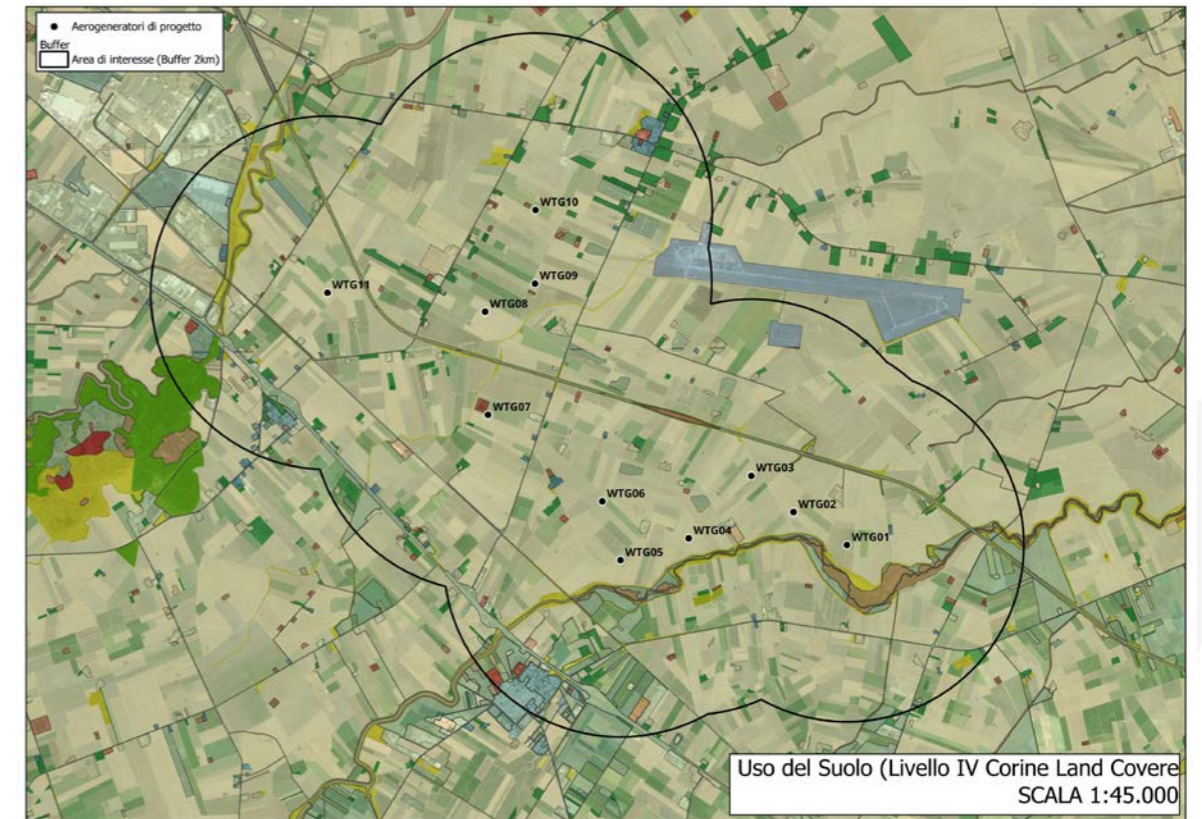 Aerogeneratori di progetto
Buffer
Area di interesse (Buffer 2km)
WTG10
WTG09
WTG11
WTG08
WTG07
WTG03
WTG06
WTG02
WTG04
WTG01
WTG05
Uso del Suolo (Livello IV Corine Land Covere
SCALA 1:45.000